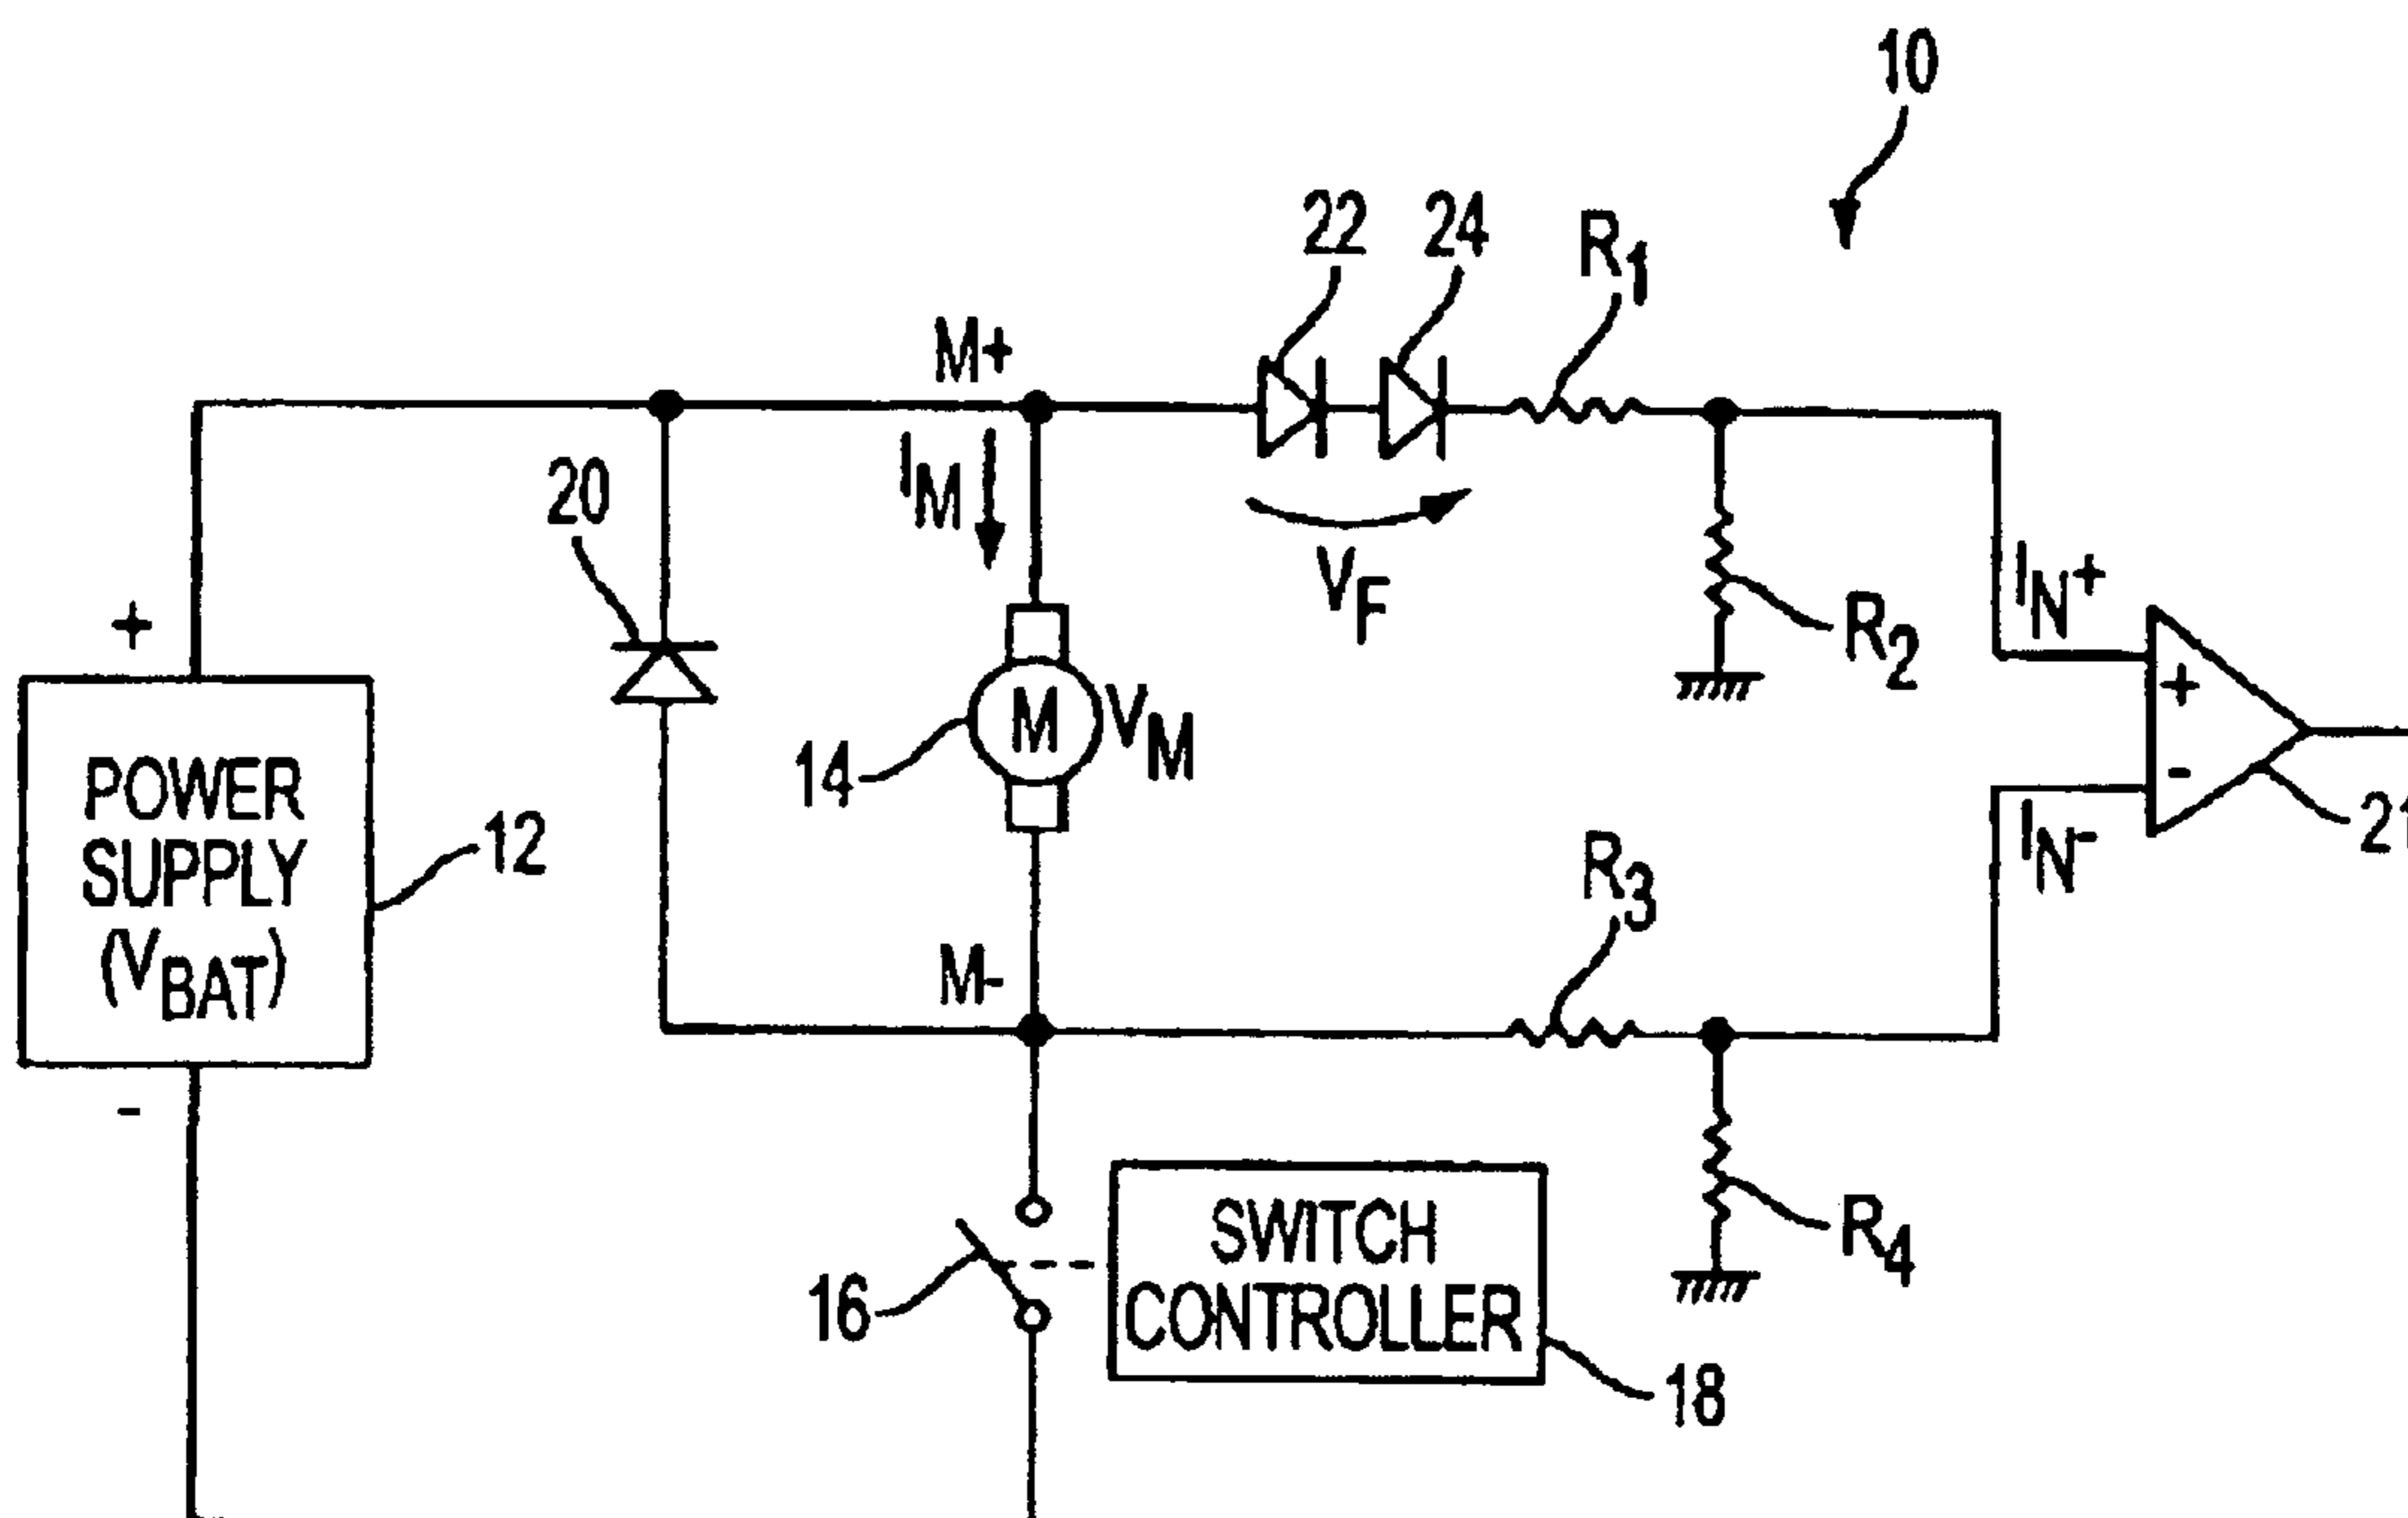 10
22
24
R1
M+
IM
20
VF
IN+
R2
+
+
M
VM
14
-
POWER
SUPPLY
(VBAT)
12
21
IN-
R3
M-
-
SWITCH
CONTROLLER
R4
16
18